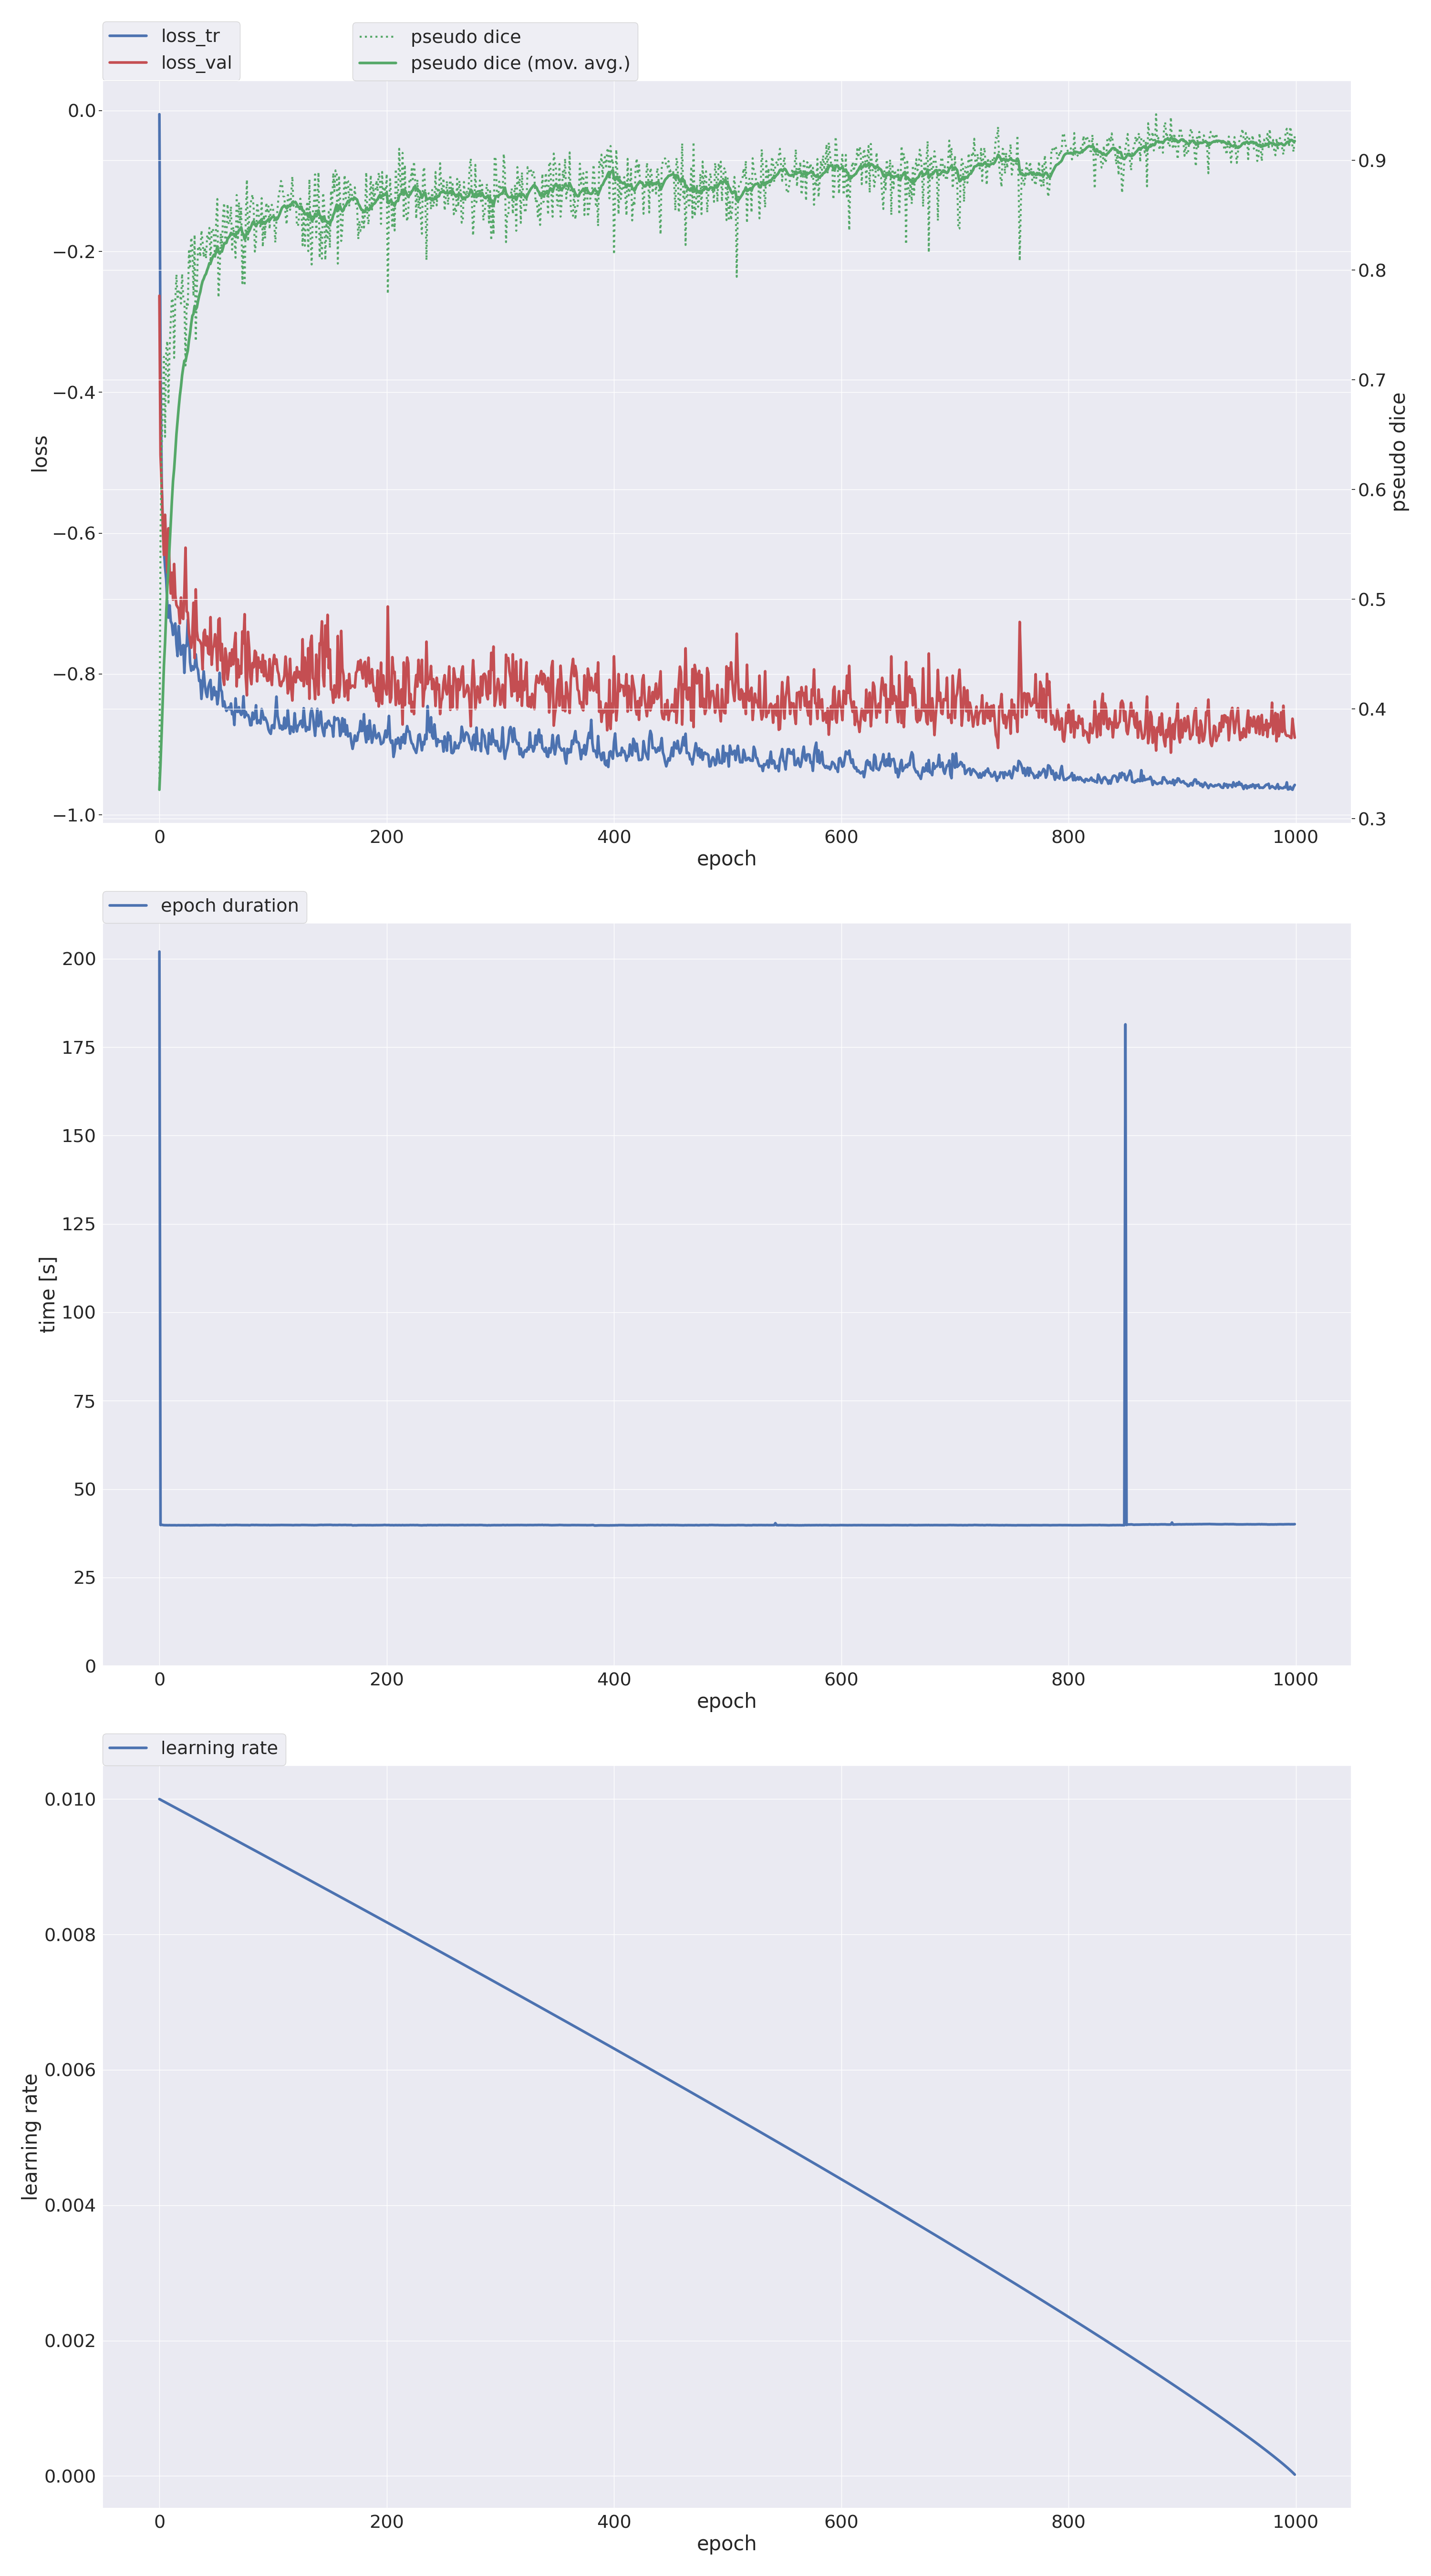 loss_tr
loss_val
pseudo dice
pseudo dice (mov. avg.)
0.0
−0.2
−0.4
−0.6
−0.8
−1.0
loss
0.9
0.8
0.7
0.6
0.5
0.4
0.3
pseudo dice
0 200 400 600 800 1000
epoch
epoch duration
200
175
150
125
100
75
50
25
0
time [s]
0 200 400 600 800 1000
epoch
learning rate
0.010
0.008
0.006
0.004
0.002
0.000
learning rate
0 200 400 600 800 1000
epoch